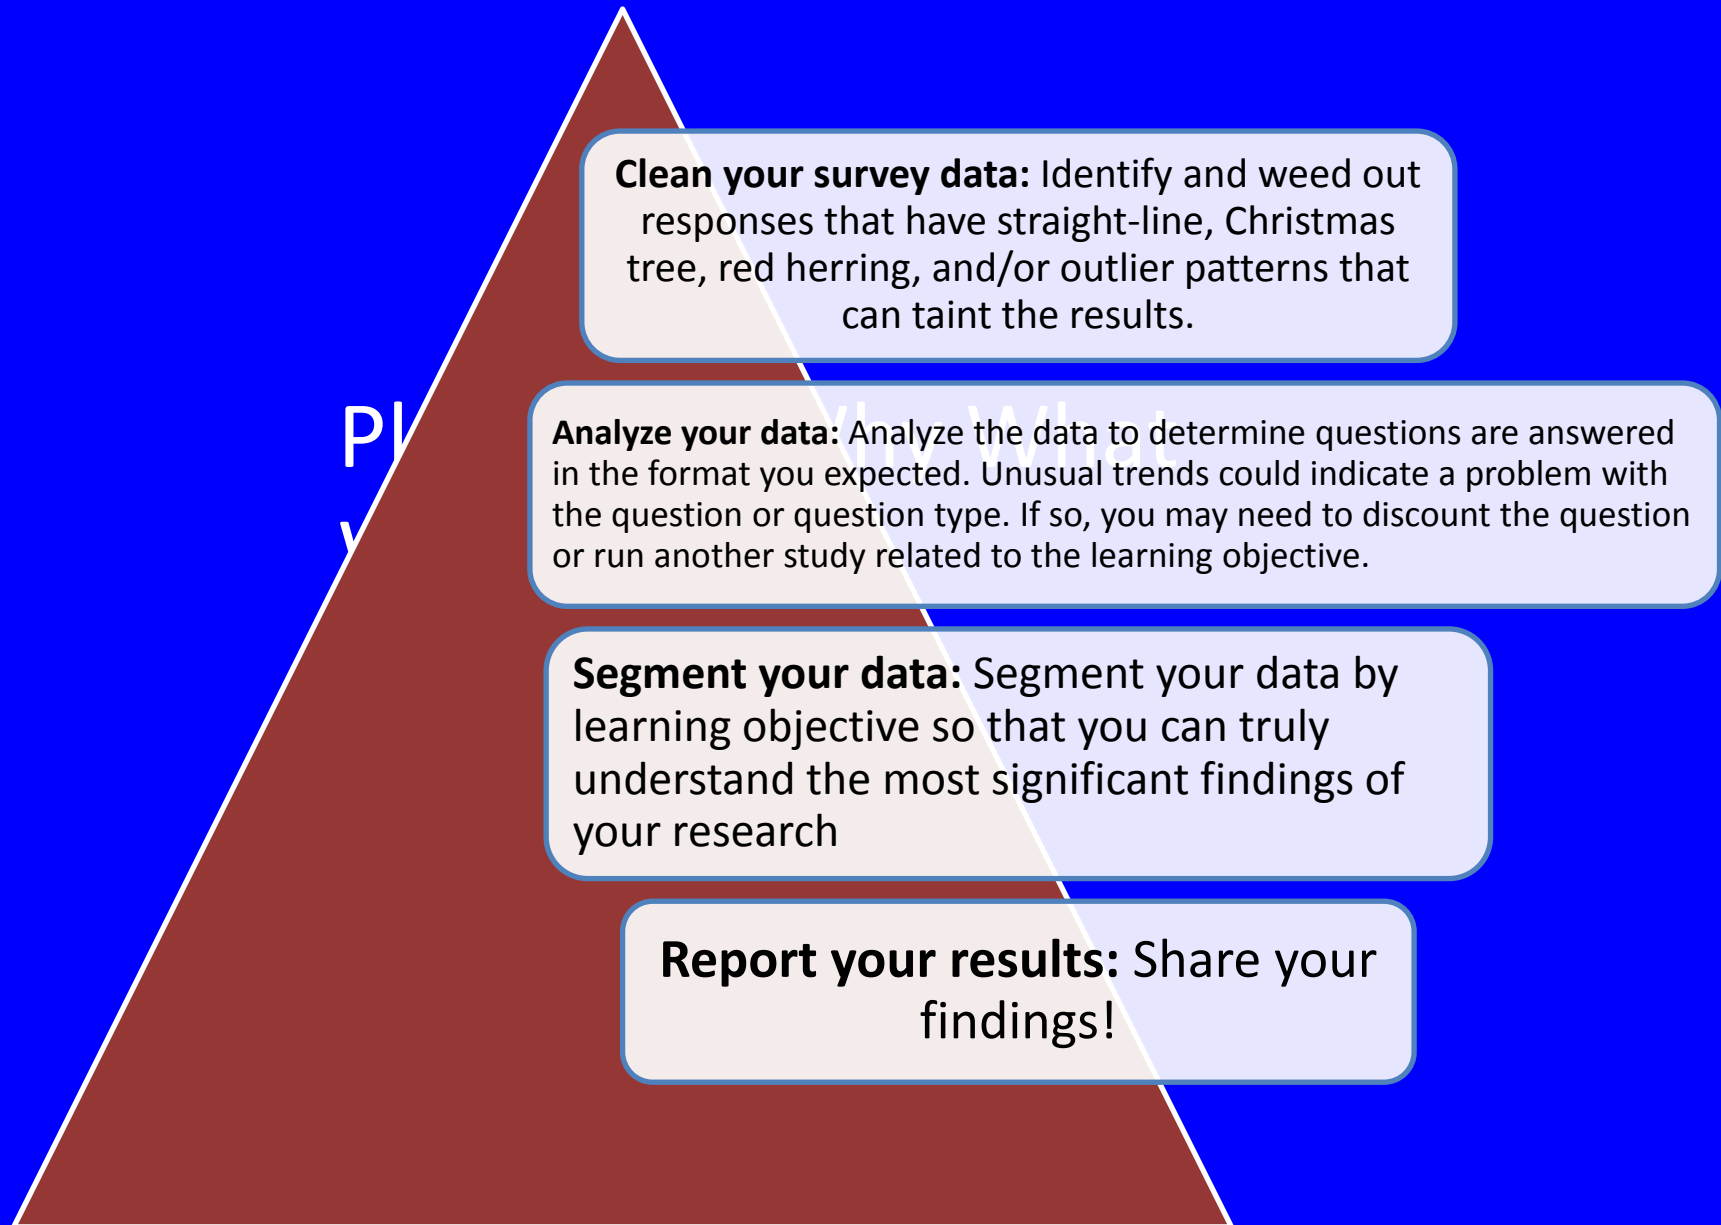 Clean your survey data: Identify and weed out
responses that have straight-line, Christmas
tree, red herring, and/or outlier patterns that
can taint the results.
What
Analyze your data: Analyze the data to determine questions are answered
in the format you expected. Unusual trends could indicate a problem with
the question or question type. If so, you may need to discount the question
or run another study related to the learning objective.
Segment your data: Segment your data by
learning objective so that you can truly
understand the most significant findings of
your research
Report your results: Share your
findings!